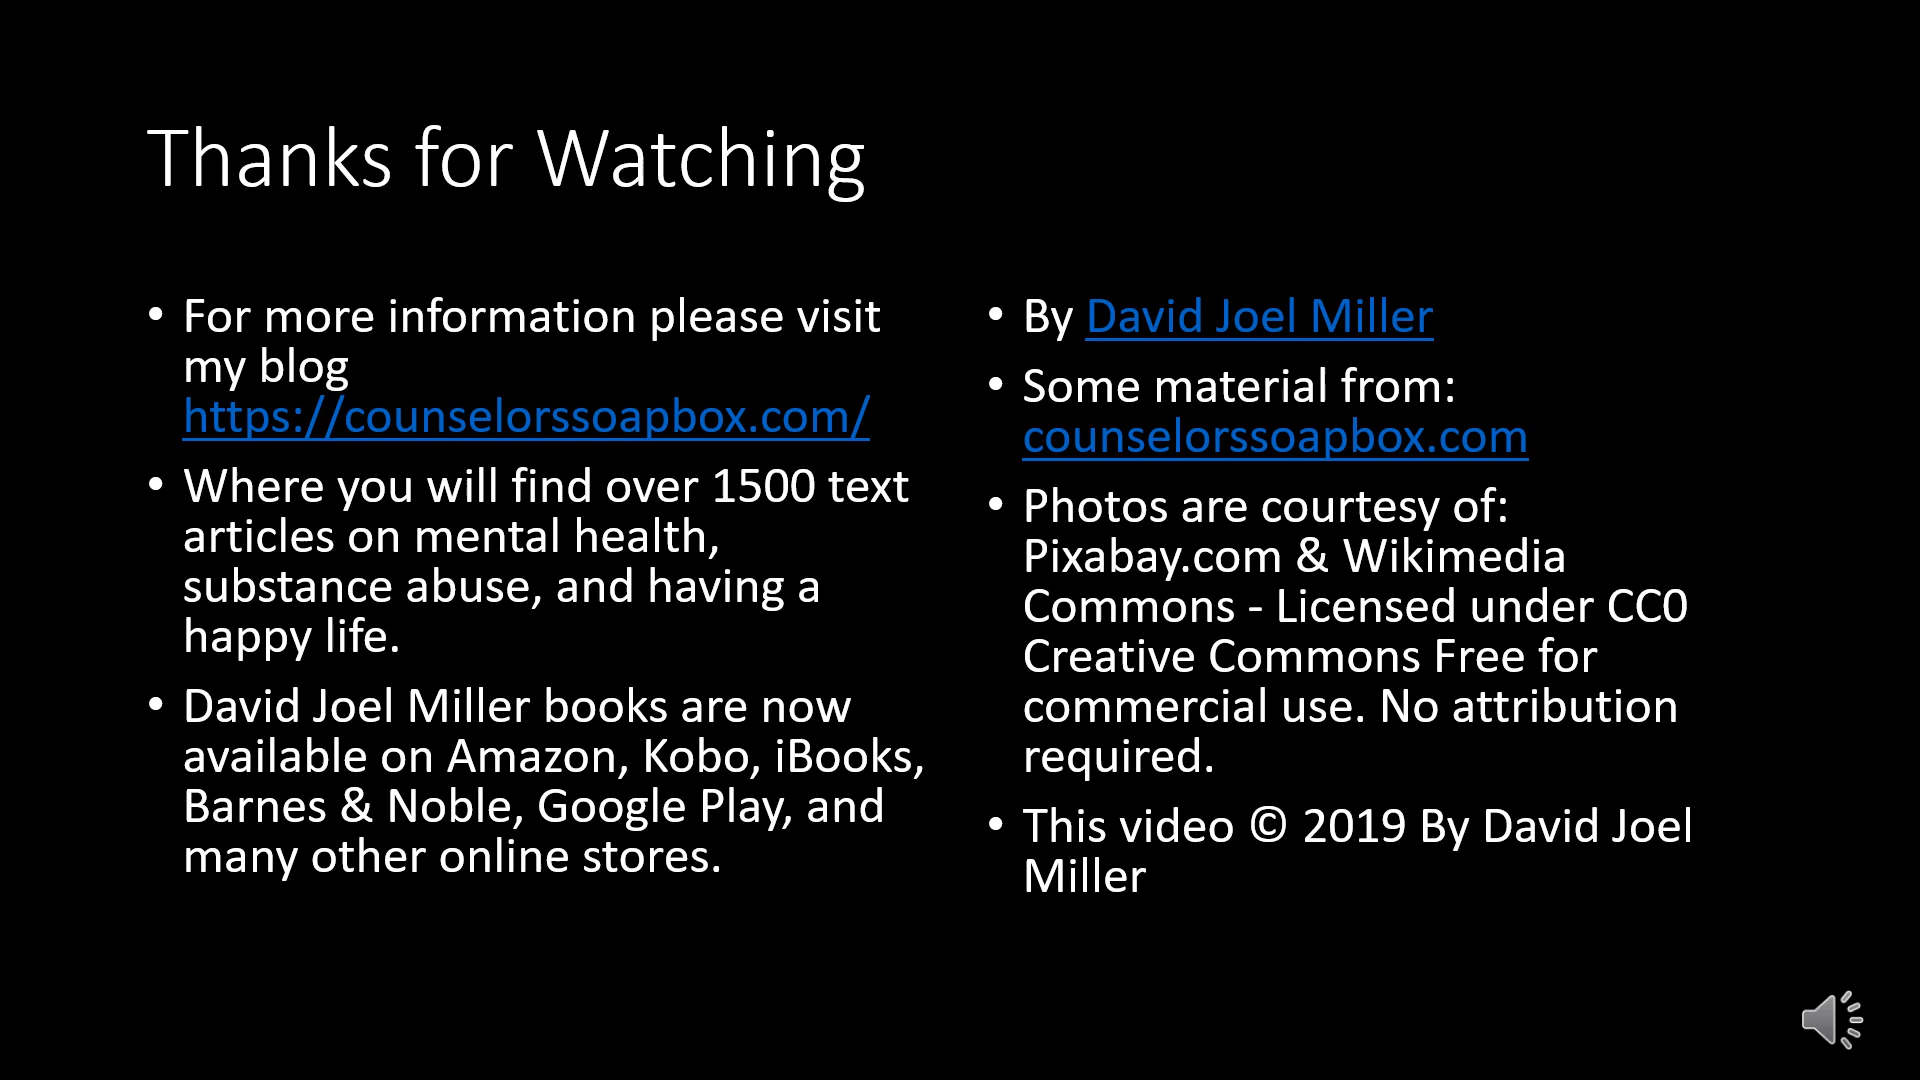 Thanks for Watching
• For more information please visit
my blog
https://counselorssoapbox.com/
• Where you will find over 1500 text
articles on mental health,
substance abuse, and having a
happy life.
• David Joel Miller books are now
available on Amazon, Kobo, iBooks,
Barnes & Noble, Google Play, and
many other online stores.
• By David Joel Miller
• Some material from:
counselorssoapbox.com
• Photos are courtesy of:
Pixabay.com & Wikimedia
Commons - Licensed under CC0
Creative Commons Free for
commercial use. No attribution
required.
• This video © 2019 By David Joel
Miller